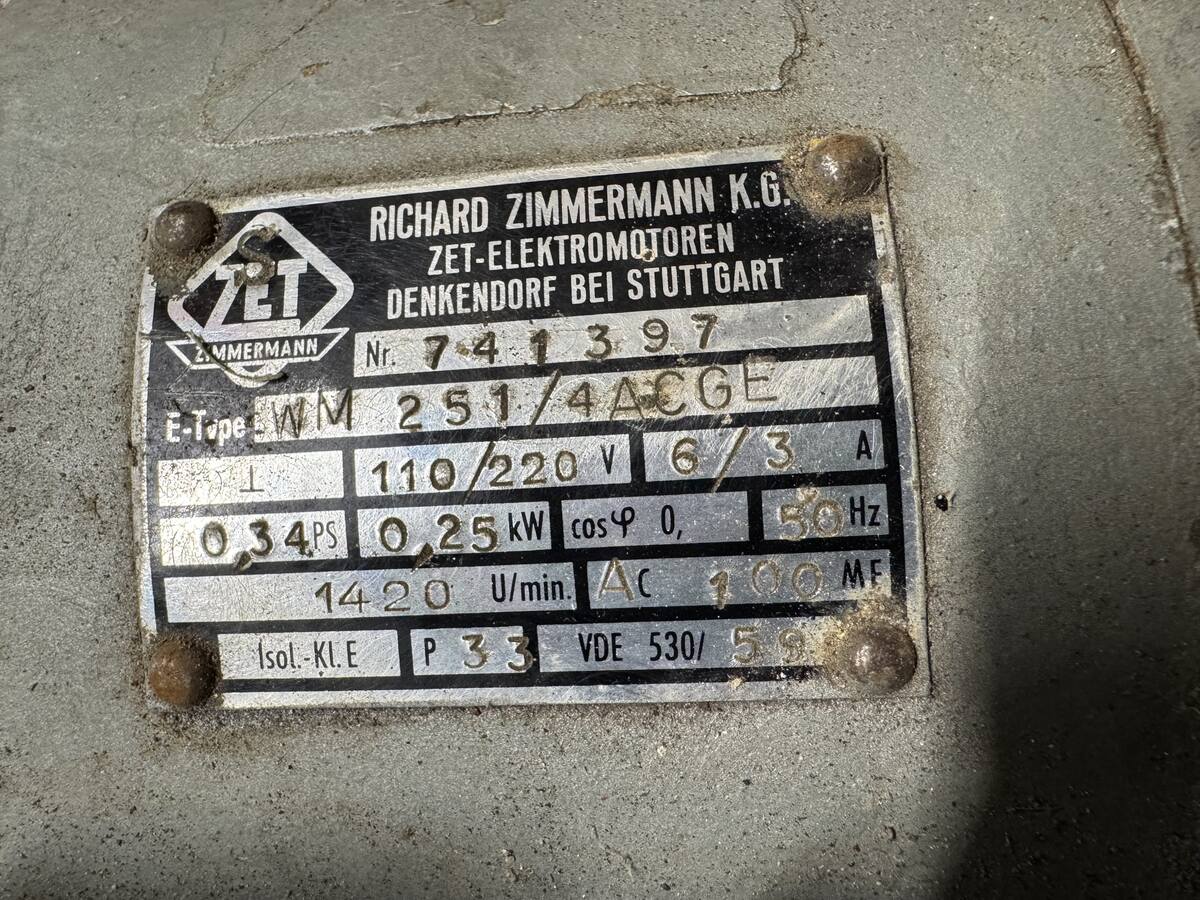 RICHARD ZIMMERMANN K.G.
ZET-ELEKTROMOTOREN
DENKENDORF BEI STUTTGART
S
ZET
ZIMMERMANN
Nr. 741397
E-Type EWM 251/4ACGE
⊥ 110/220 V 6/3 A
0,34 PS 0,25 kW cos φ 0, 50 Hz
1420 U/min. AC 100 MF
Isol.-Kl. E P 33 VDE 530/ 59